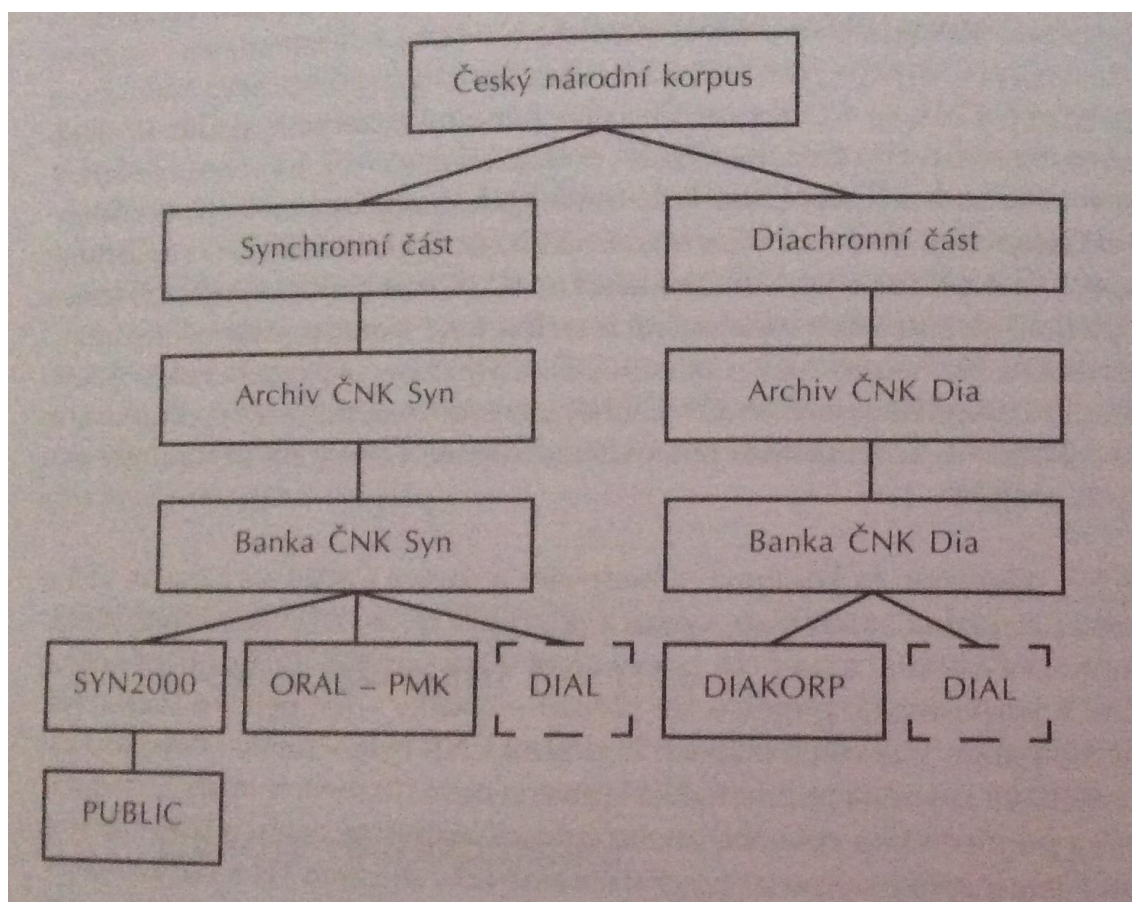 Český národní korpus
Synchronní část
Diachronní část
Archiv ČNK Syn
Archiv ČNK Dia
Banka ČNK Syn
Banka ČNK Dia
SYN2000
ORAL – PMK
DIAL
DIAKORP
DIAL
PUBLIC